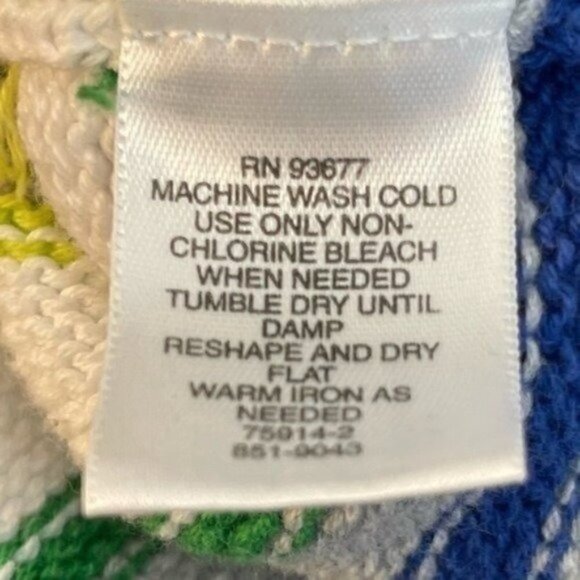 RN 93677
MACHINE WASH COLD
USE ONLY NON-
CHLORINE BLEACH
WHEN NEEDED
TUMBLE DRY UNTIL
DAMP
RESHAPE AND DRY
FLAT
WARM IRON AS
NEEDED
75914-2
851-9043